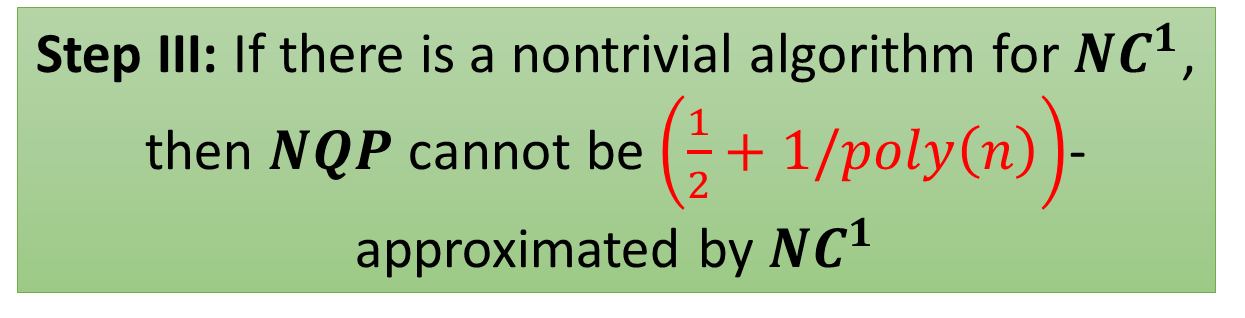 Step III: If there is a nontrivial algorithm for NC¹,
then NQP cannot be (1/2 + 1/poly(n))-
approximated by NC¹